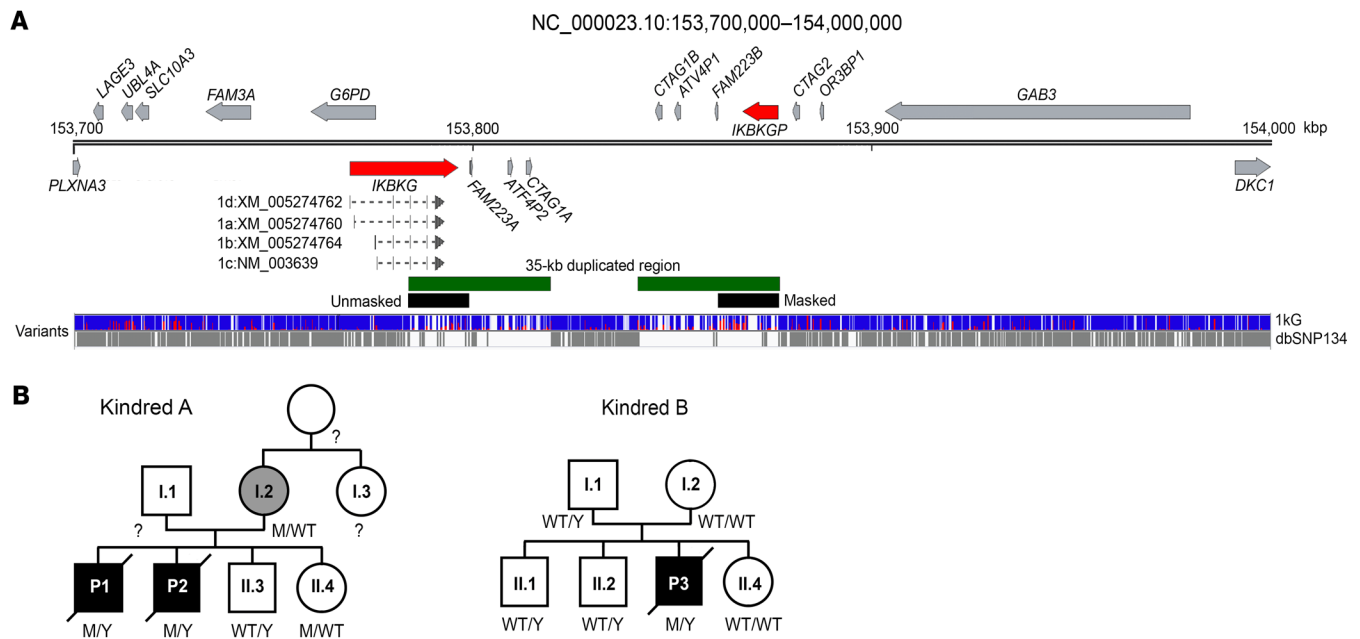 A
NC_000023.10:153,700,000–154,000,000
LAGE3
UBL4A
SLC10A3
FAM3A
G6PD
CTAG1B
ATV4P1
FAM223B
IKBKGP
CTAG2
OR3BP1
GAB3
153,700
153,800
153,900
154,000 kbp
PLXNA3
IKBKG
FAM223A
ATF4P2
CTAG1A
DKC1
1d:XM_005274762
1a:XM_005274760
1b:XM_005274764
1c:NM_003639
35-kb duplicated region
Unmasked
Masked
Variants
1kG
dbSNP134
B
Kindred A
Kindred B
?
I.1
I.2
I.3
?
M/WT
?
P1
P2
II.3
II.4
M/Y
M/Y
WT/Y
M/WT
I.1
I.2
WT/Y
WT/WT
II.1
II.2
P3
II.4
WT/Y
WT/Y
M/Y
WT/WT